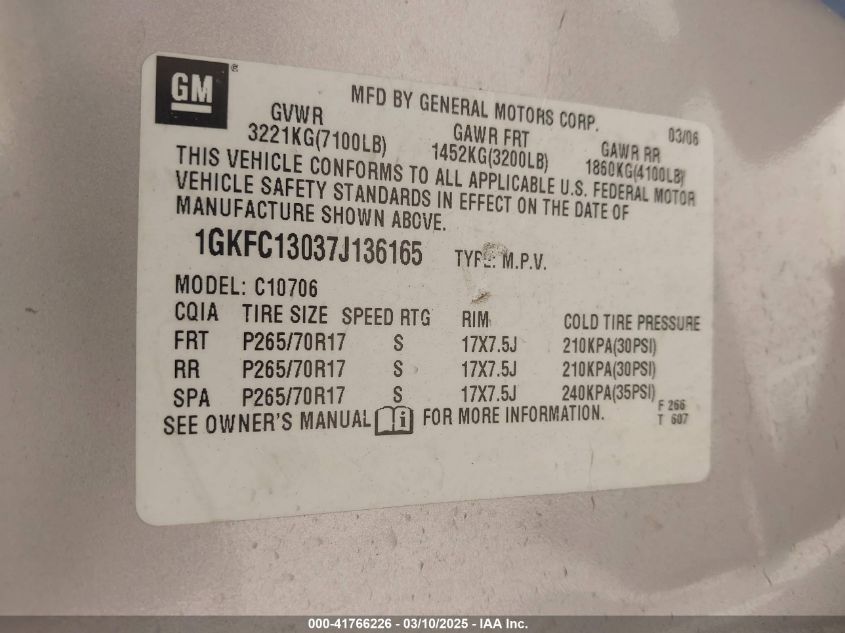 GM ®
MFD BY GENERAL MOTORS CORP. 03/06
GVWR GAWR FRT GAWR RR
3221KG(7100LB) 1452KG(3200LB) 1860KG(4100LB)
THIS VEHICLE CONFORMS TO ALL APPLICABLE U.S. FEDERAL MOTOR
VEHICLE SAFETY STANDARDS IN EFFECT ON THE DATE OF
MANUFACTURE SHOWN ABOVE.
1GKFC13037J136165 TYPE: M.P.V.
MODEL: C10706
CQIA TIRE SIZE SPEED RTG RIM COLD TIRE PRESSURE
FRT P265/70R17 S 17X7.5J 210KPA(30PSI)
RR P265/70R17 S 17X7.5J 210KPA(30PSI)
SPA P265/70R17 S 17X7.5J 240KPA(35PSI)
SEE OWNER'S MANUAL i FOR MORE INFORMATION.
F 266
T 607
000-41766226 - 03/10/2025 - IAA Inc.